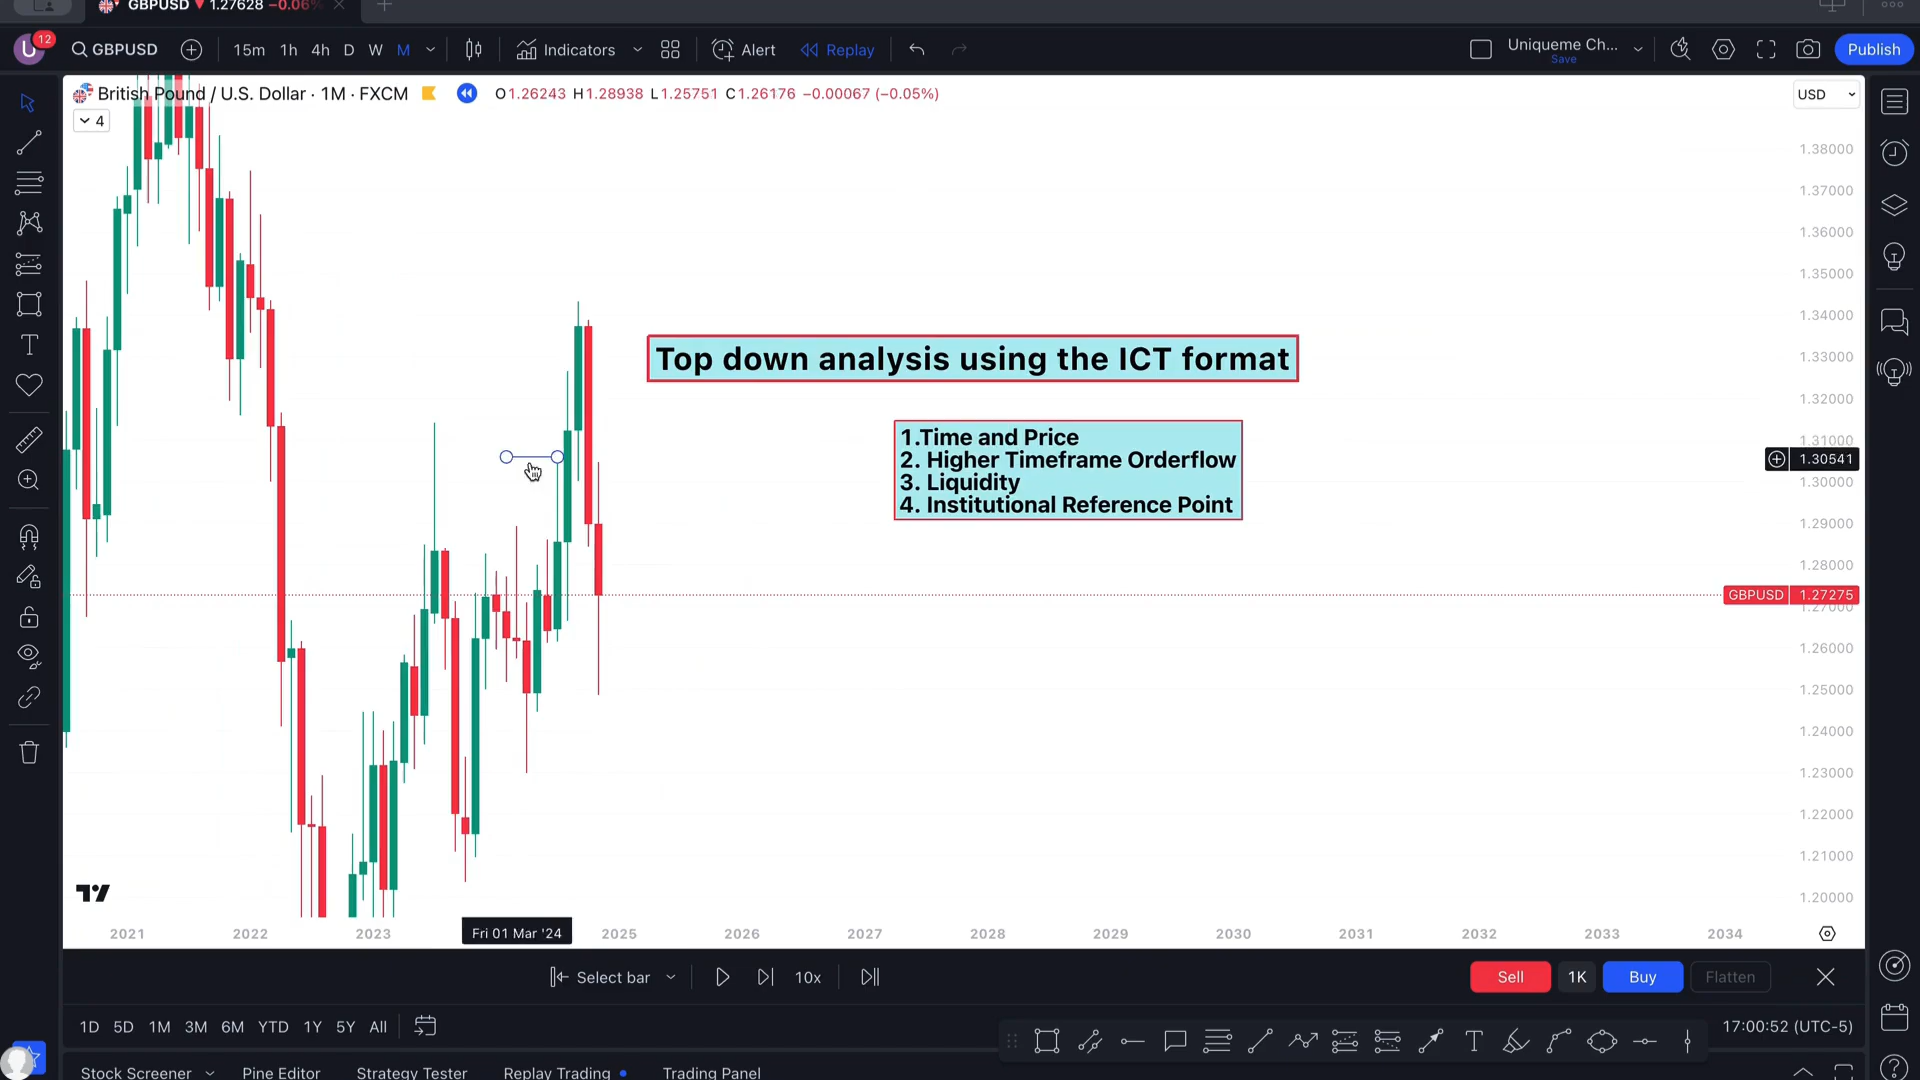 GBPUSD ▼ 1.27628 −0.06%
U
12
GBPUSD
15m 1h 4h D W M
Indicators
Alert
Replay
Uniqueme Ch...
Save
Publish
British Pound / U.S. Dollar · 1M · FXCM
O1.26243 H1.28938 L1.25751 C1.26176 −0.00067 (−0.05%)
USD
4
1.38000
1.37000
1.36000
1.35000
1.34000
1.33000
1.32000
1.31000
1.30541
1.30000
1.29000
1.28000
GBPUSD 1.27275
1.27000
1.26000
1.25000
1.24000
1.23000
1.22000
1.21000
1.20000
Top down analysis using the ICT format
1.Time and Price
2. Higher Timeframe Orderflow
3. Liquidity
4. Institutional Reference Point
2021 2022 2023 Fri 01 Mar '24 2025 2026 2027 2028 2029 2030 2031 2032 2033 2034
Select bar
10x
Sell
1K
Buy
Flatten
1D 5D 1M 3M 6M YTD 1Y 5Y All
17:00:52 (UTC-5)
Stock Screener
Pine Editor
Strategy Tester
Replay Trading
Trading Panel